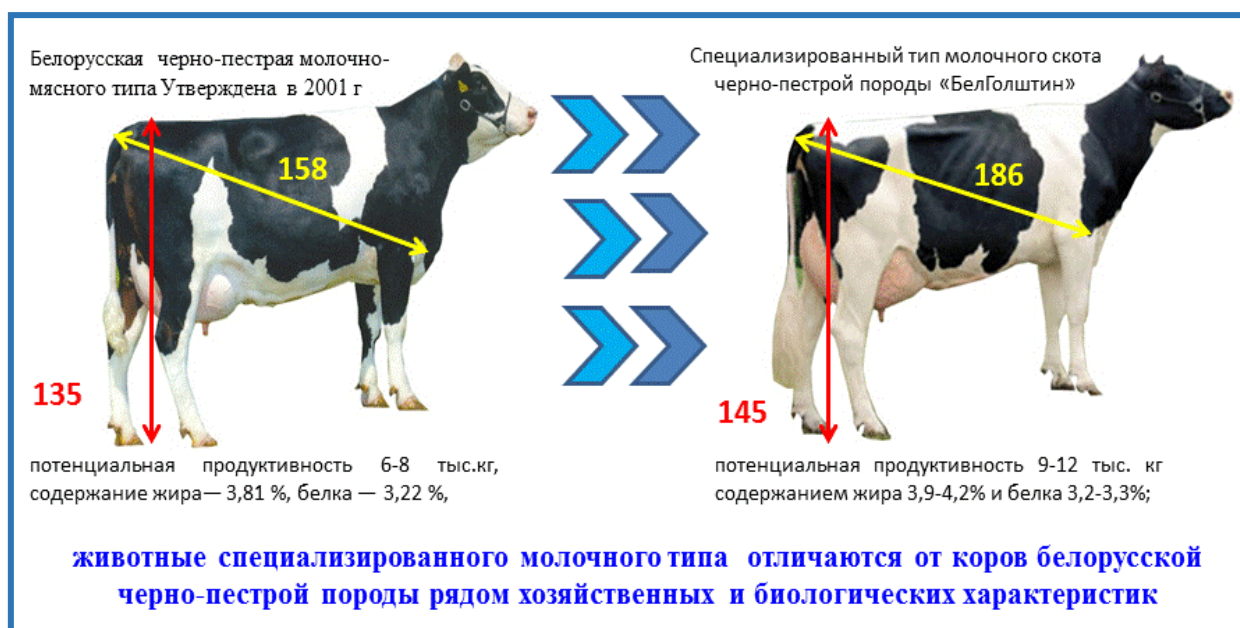 Белорусская черно-пестрая молочно-
мясного типа Утверждена в 2001 г
158
135
потенциальная продуктивность 6-8 тыс.кг,
содержание жира— 3,81 %, белка — 3,22 %,
Специализированный тип молочного скота
черно-пестрой породы «БелГолштин»
186
145
потенциальная продуктивность 9-12 тыс. кг
содержанием жира 3,9-4,2% и белка 3,2-3,3%;
животные специализированного молочного типа отличаются от коров белорусской
черно-пестрой породы рядом хозяйственных и биологических характеристик